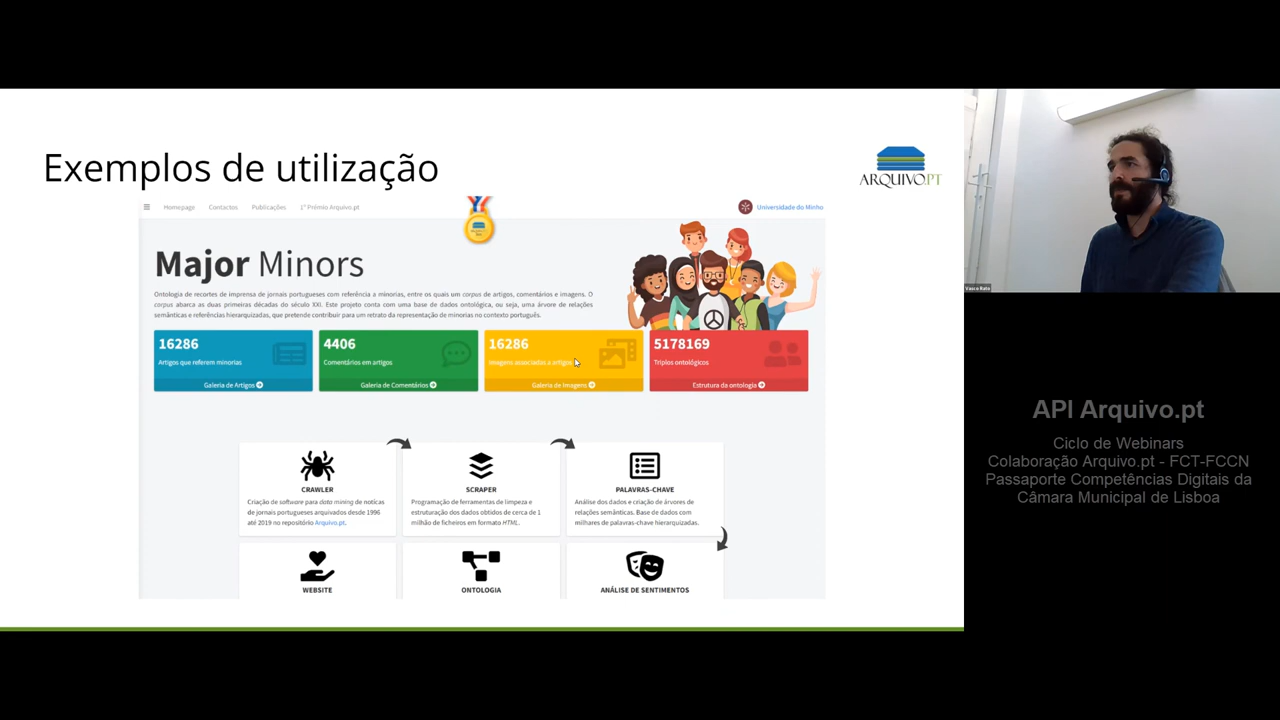 Exemplos de utilização
ARQUIVO.PT
Homepage Contactos Publicações 1º Prémio Arquivo.pt
Universidade do Minho
Major Minors
Ontologia de recortes de imprensa de jornais portugueses com referência a minorias, entre os quais um corpus de artigos, comentários e imagens. O
corpus abarca as duas primeiras décadas do século XXI. Este projeto conta com uma base de dados ontológica, ou seja, uma árvore de relações
semânticas e referências hierarquizadas, que pretende contribuir para um retrato da representação de minorias no contexto português.
16286
Artigos que referem minorias
Galeria de Artigos
4406
Comentários em artigos
Galeria de Comentários
16286
Imagens associadas a artigos
Galeria de Imagens
5178169
Triplos ontológicos
Estrutura da ontologia
CRAWLER
Criação de software para data mining de notícias
de jornais portugueses arquivados desde 1996
até 2019 no repositório Arquivo.pt.
SCRAPER
Programação de ferramentas de limpeza e
estruturação dos dados obtidos de cerca de 1
milhão de ficheiros em formato HTML.
PALAVRAS-CHAVE
Análise dos dados e criação de árvores de
relações semânticas. Base de dados com
milhares de palavras-chave hierarquizadas.
WEBSITE
ONTOLOGIA
ANÁLISE DE SENTIMENTOS
Vasco Rato
API Arquivo.pt
Ciclo de Webinars
Colaboração Arquivo.pt - FCT-FCCN
Passaporte Competências Digitais da
Câmara Municipal de Lisboa